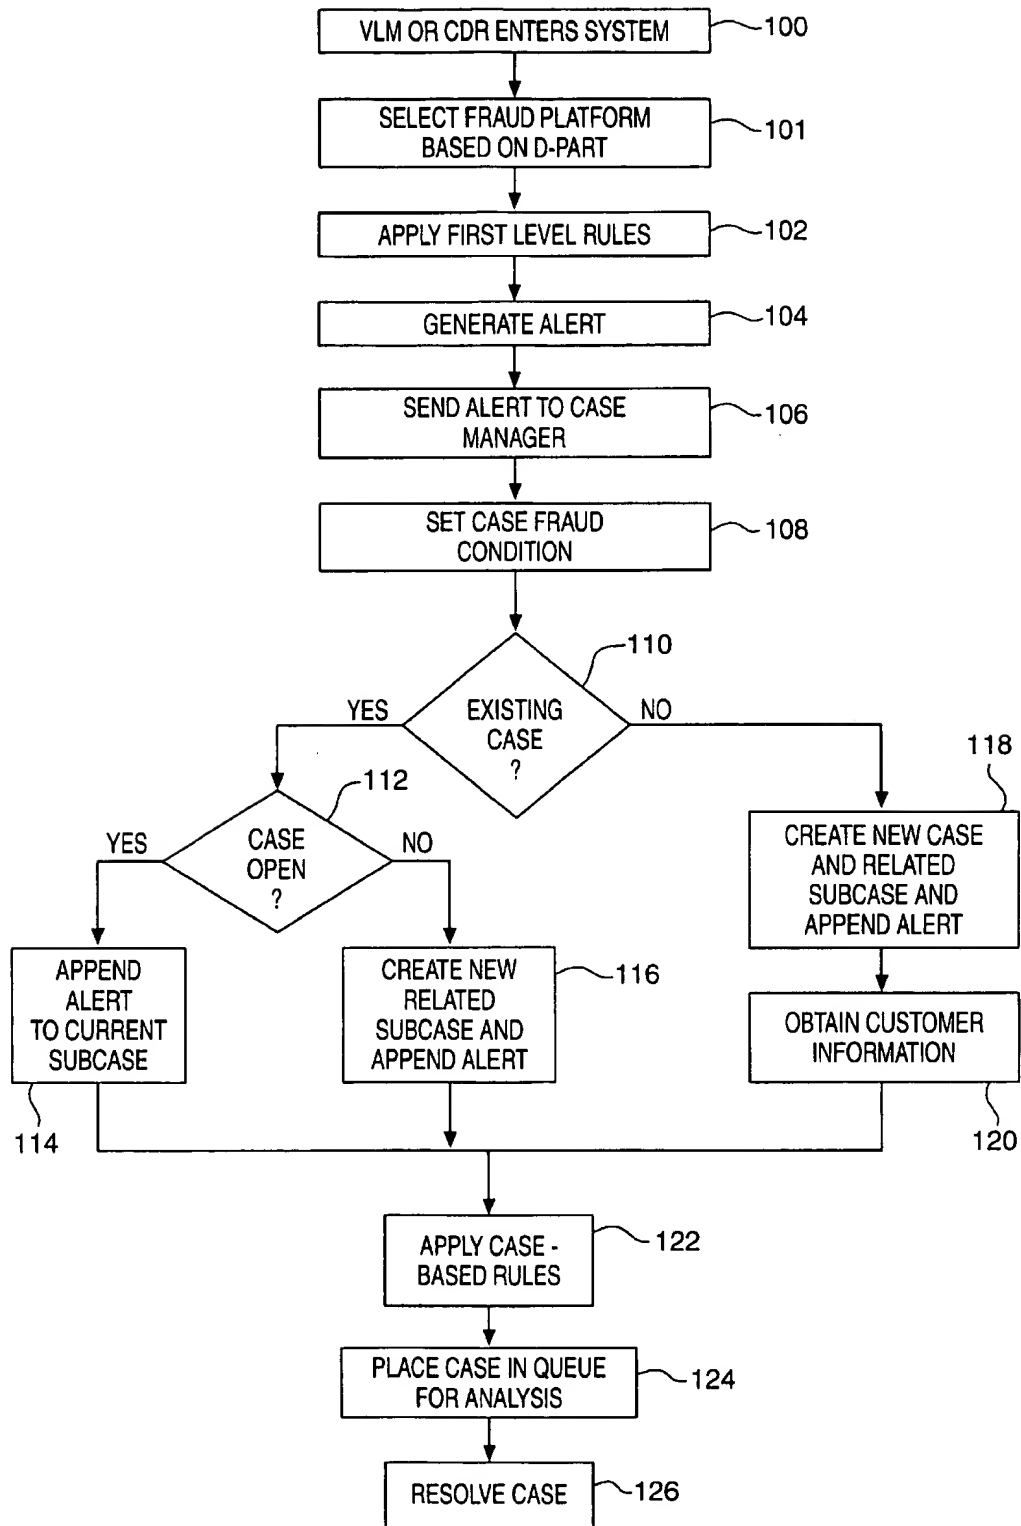 VLM OR CDR ENTERS SYSTEM
100
SELECT FRAUD PLATFORM
BASED ON D-PART
101
APPLY FIRST LEVEL RULES
102
GENERATE ALERT
104
SEND ALERT TO CASE
MANAGER
106
SET CASE FRAUD
CONDITION
108
110
EXISTING
CASE
?
YES
NO
112
CASE
OPEN
?
YES
NO
118
CREATE NEW CASE
AND RELATED
SUBCASE AND
APPEND ALERT
APPEND
ALERT
TO CURRENT
SUBCASE
114
CREATE NEW
RELATED
SUBCASE AND
APPEND ALERT
116
OBTAIN CUSTOMER
INFORMATION
120
APPLY CASE -
BASED RULES
122
PLACE CASE IN QUEUE
FOR ANALYSIS
124
RESOLVE CASE
126